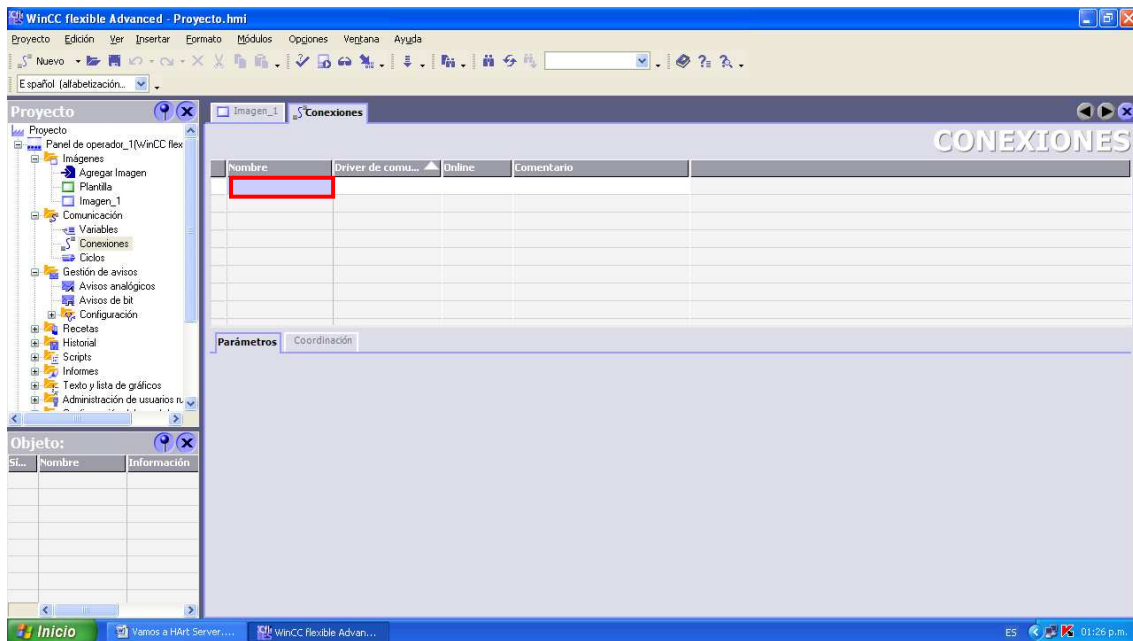 WinCC flexible Advanced - Proyecto.hmi
Proyecto Edición Ver Insertar Formato Módulos Opciones Ventana Ayuda
Nuevo
Español (alfabetización...
Proyecto
Imagen_1 Conexiones
CONEXIONES
Proyecto
Panel de operador_1(WinCC flex
Imágenes
Agregar Imagen
Plantilla
Imagen_1
Comunicación
Variables
Conexiones
Ciclos
Gestión de avisos
Avisos analógicos
Avisos de bit
Configuración
Recetas
Historial
Scripts
Informes
Texto y lista de gráficos
Administración de usuarios ru
Nombre Driver de comu... Online Comentario
Parámetros Coordinación
Objeto:
Sí... Nombre Información
Inicio Vamos a HArt Server.... WinCC flexible Advan... ES 01:26 p.m.